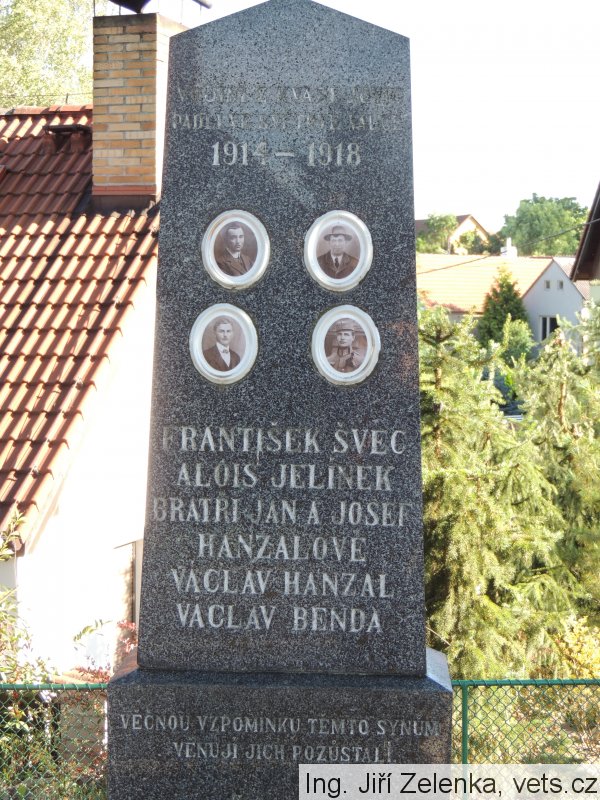 1914 – 1918
FRANTIŠEK ŠVEC
ALOIS JELÍNEK
BRATŘI JAN A JOSEF
HANZALOVÉ
VÁCLAV HANZAL
VÁCLAV BENDA
VĚČNOU VZPOMÍNKU TĚMTO SYNŮM
VĚNUJÍ JICH POZŮSTALÍ
Ing. Jiří Zelenka, vets.cz